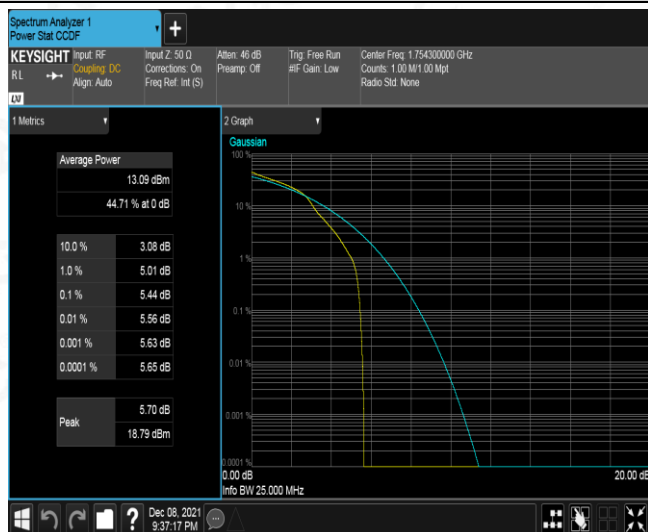 Spectrum Analyzer 1
Power Stat CCDF
+
KEYSIGHT
RL
Input: RF
Coupling: DC
Align: Auto
Input Z: 50 Ω
Corrections: On
Freq Ref: Int (S)
Atten: 46 dB
Preamp: Off
Trig: Free Run
#IF Gain: Low
Center Freq: 1.754300000 GHz
Counts: 1.00 M/1.00 Mpt
Radio Std: None
LXI
1 Metrics
Average Power
13.09 dBm
44.71 % at 0 dB
10.0 % 3.08 dB
1.0 % 5.01 dB
0.1 % 5.44 dB
0.01 % 5.56 dB
0.001 % 5.63 dB
0.0001 % 5.65 dB
Peak
5.70 dB
18.79 dBm
2 Graph
Gaussian
100 %
10 %
1 %
0.1 %
0.01 %
0.001 %
0.0001 %
0.00 dB
20.00 dB
Info BW 25.000 MHz
?
Dec 08, 2021
9:37:17 PM